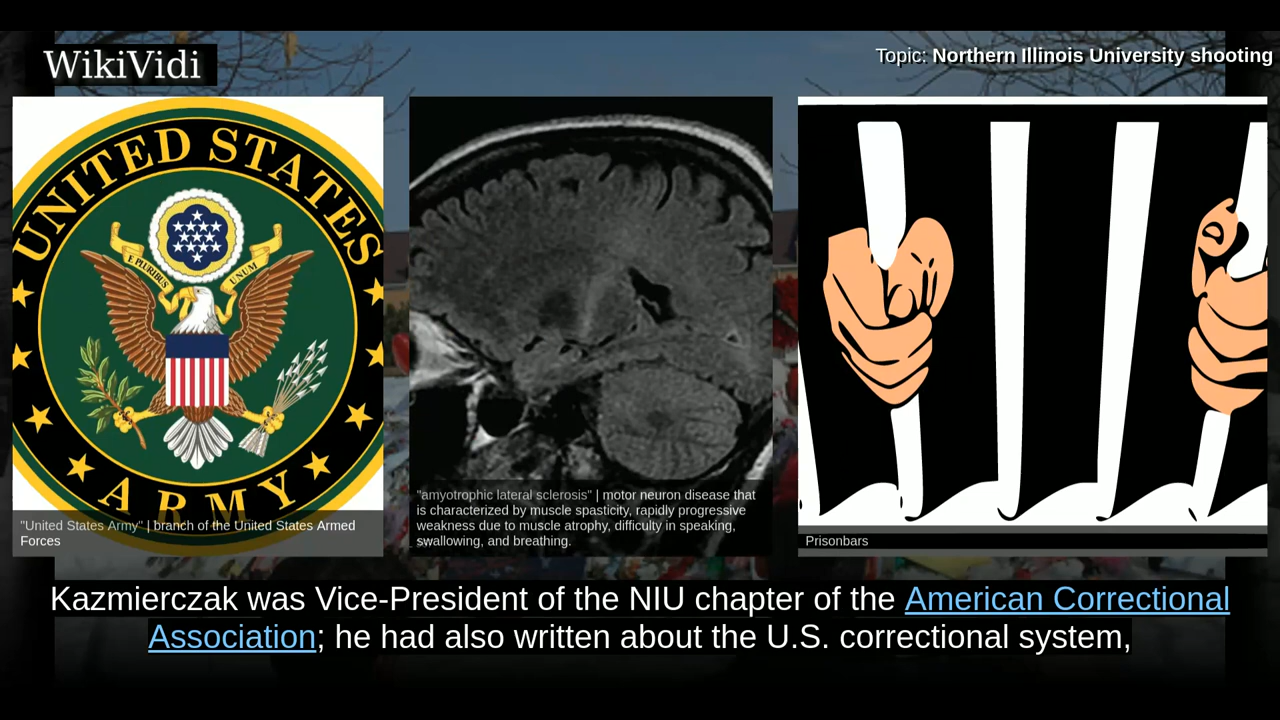 WikiVidi
Topic: Northern Illinois University shooting
UNITED STATES
E PLURIBUS UNUM
ARMY
"United States Army" | branch of the United States Armed
Forces
"amyotrophic lateral sclerosis" | motor neuron disease that
is characterized by muscle spasticity, rapidly progressive
weakness due to muscle atrophy, difficulty in speaking,
swallowing, and breathing.
Prisonbars
Kazmierczak was Vice-President of the NIU chapter of the American Correctional
Association; he had also written about the U.S. correctional system,